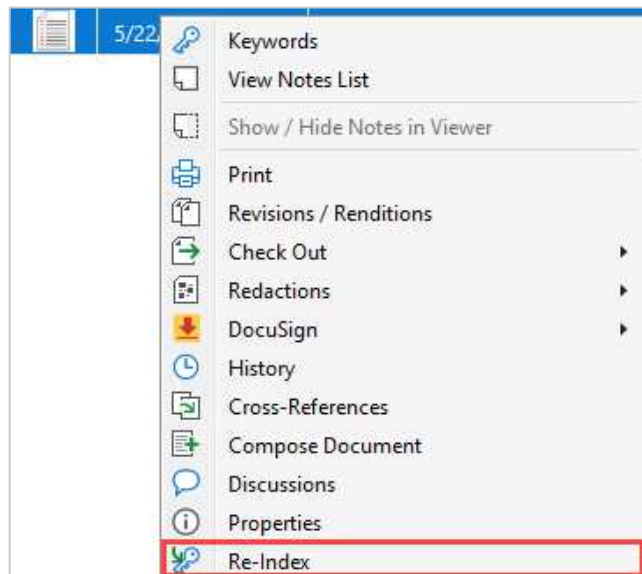 5/22/
Keywords
View Notes List
Show / Hide Notes in Viewer
Print
Revisions / Renditions
Check Out
Redactions
DocuSign
History
Cross-References
Compose Document
Discussions
Properties
Re-Index